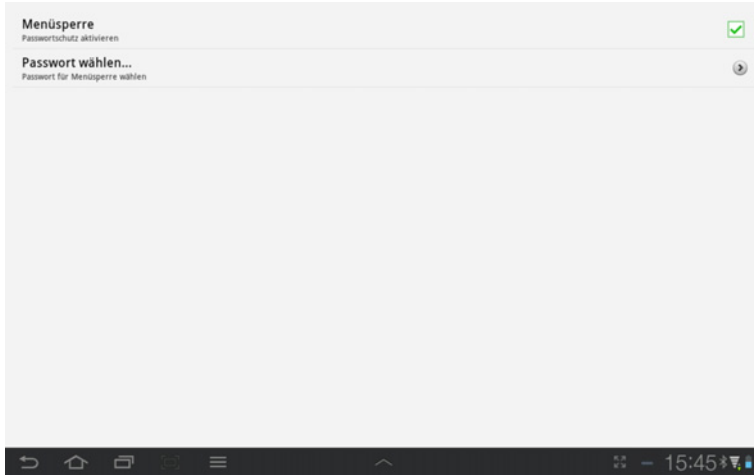 Menüsperre
Passwortschutz aktivieren
Passwort wählen...
Passwort für Menüsperre wählen
15:45